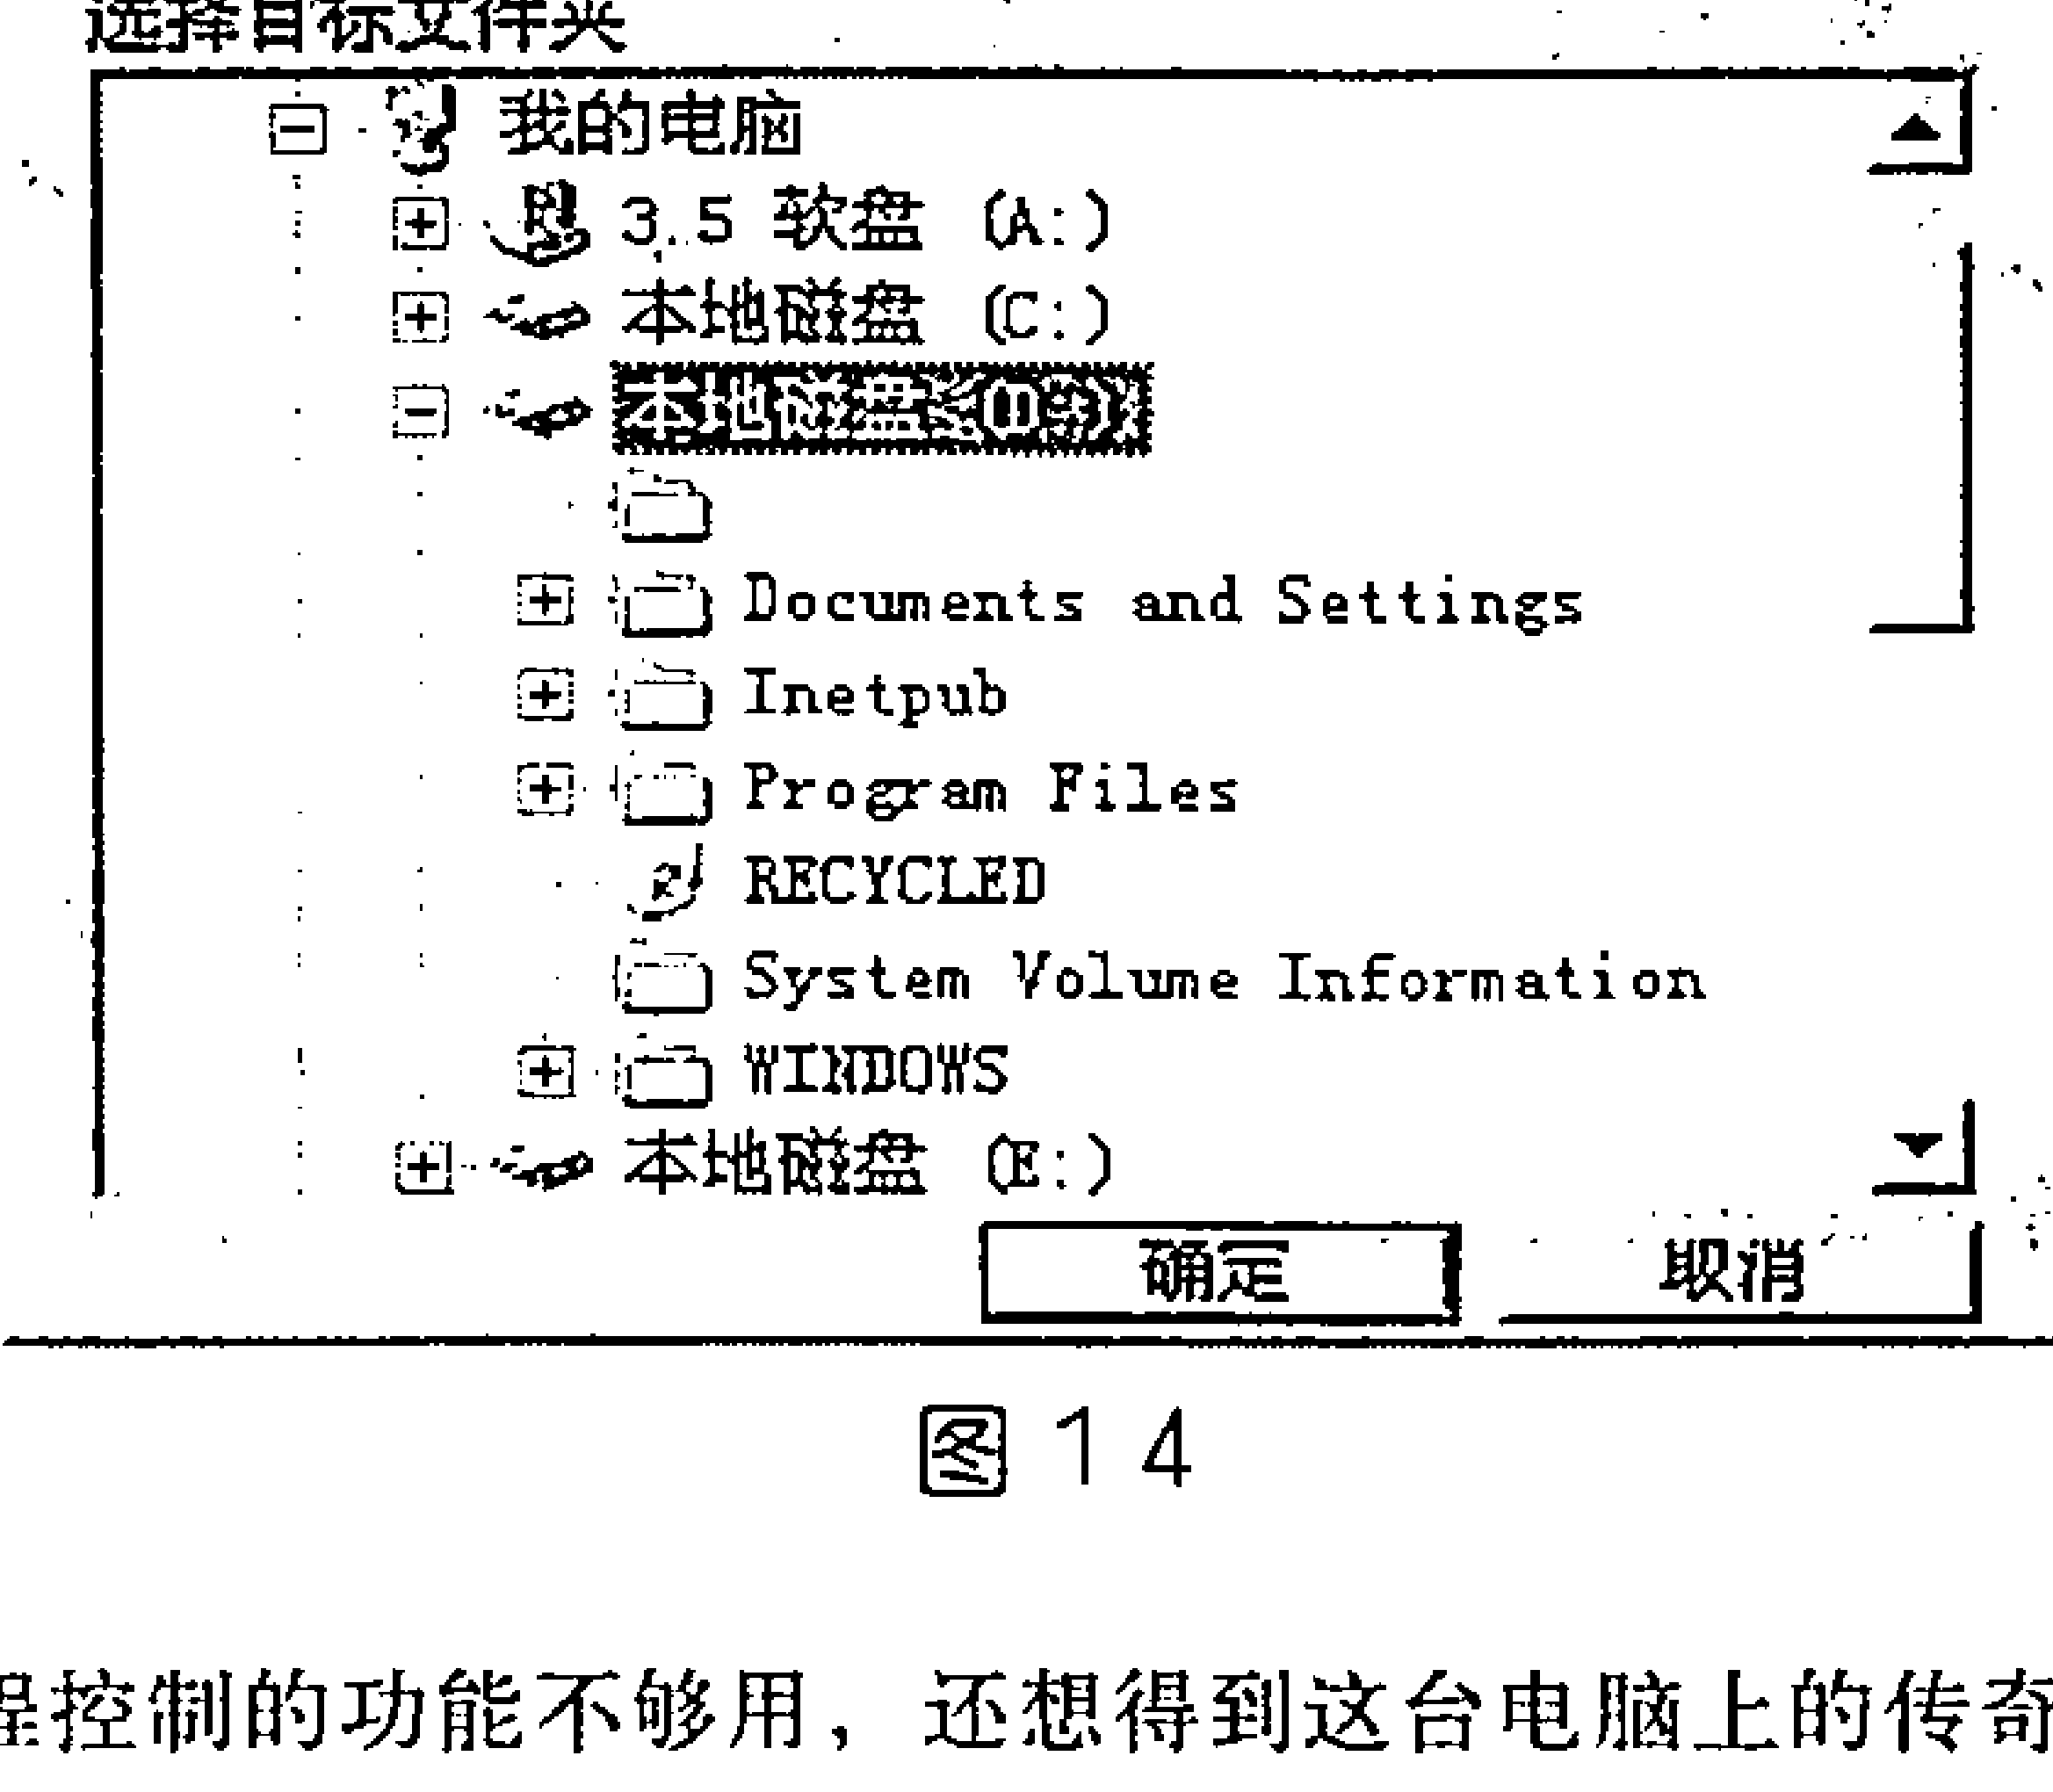 选择目标文件夹
我的电脑
3.5 软盘 (A:)
本地磁盘 (C:)
本地磁盘 (D:)
Documents and Settings
Inetpub
Program Files
RECYCLED
System Volume Information
WINDOWS
本地磁盘 (E:)
确定 取消
图 14
程控制的功能不够用，还想得到这台电脑上的传奇